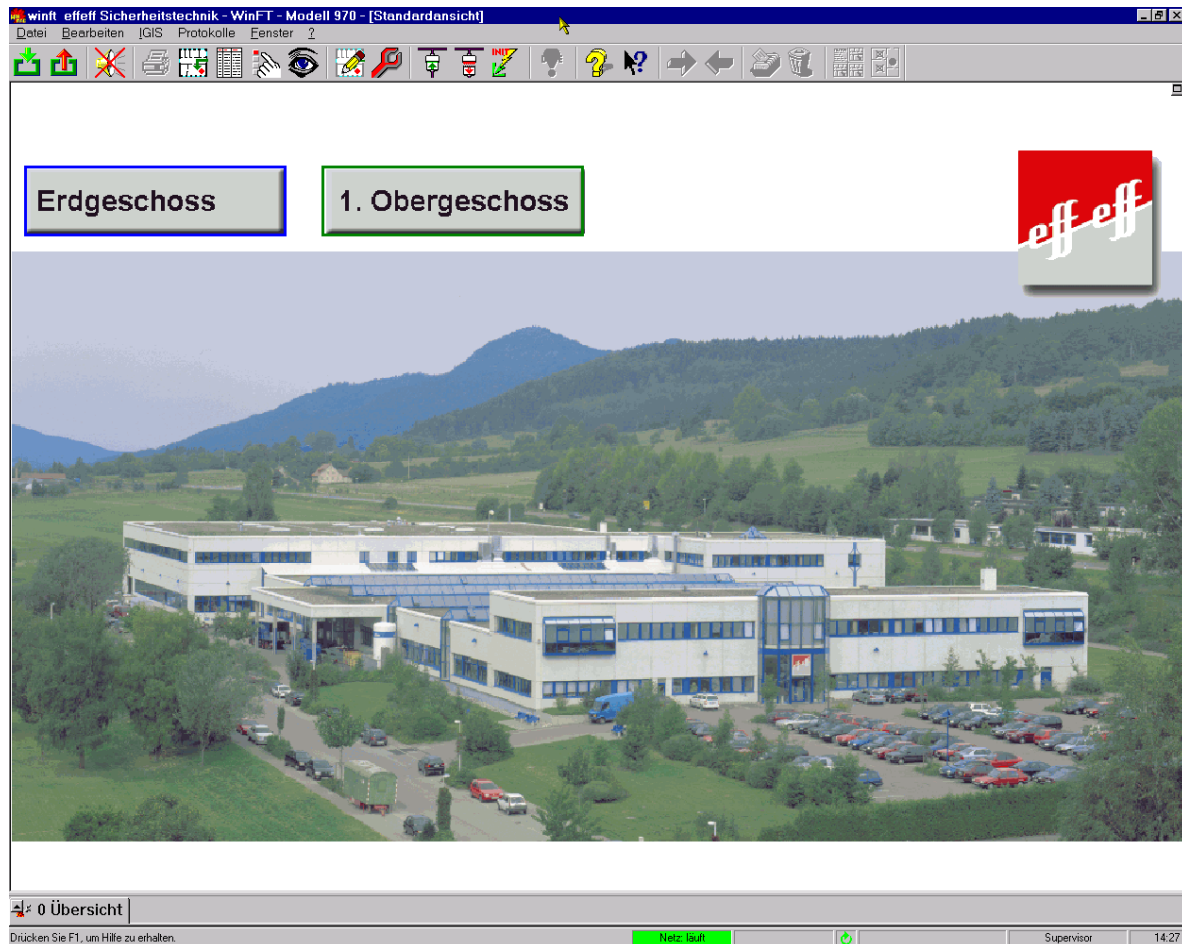 winft effeff Sicherheitstechnik - WinFT - Modell 970 - [Standardansicht]
Datei Bearbeiten IGIS Protokolle Fenster ?
INIT
Erdgeschoss
1. Obergeschoss
eff eff
0 Übersicht
Drücken Sie F1, um Hilfe zu erhalten.
Netz: läuft
Supervisor
14:27